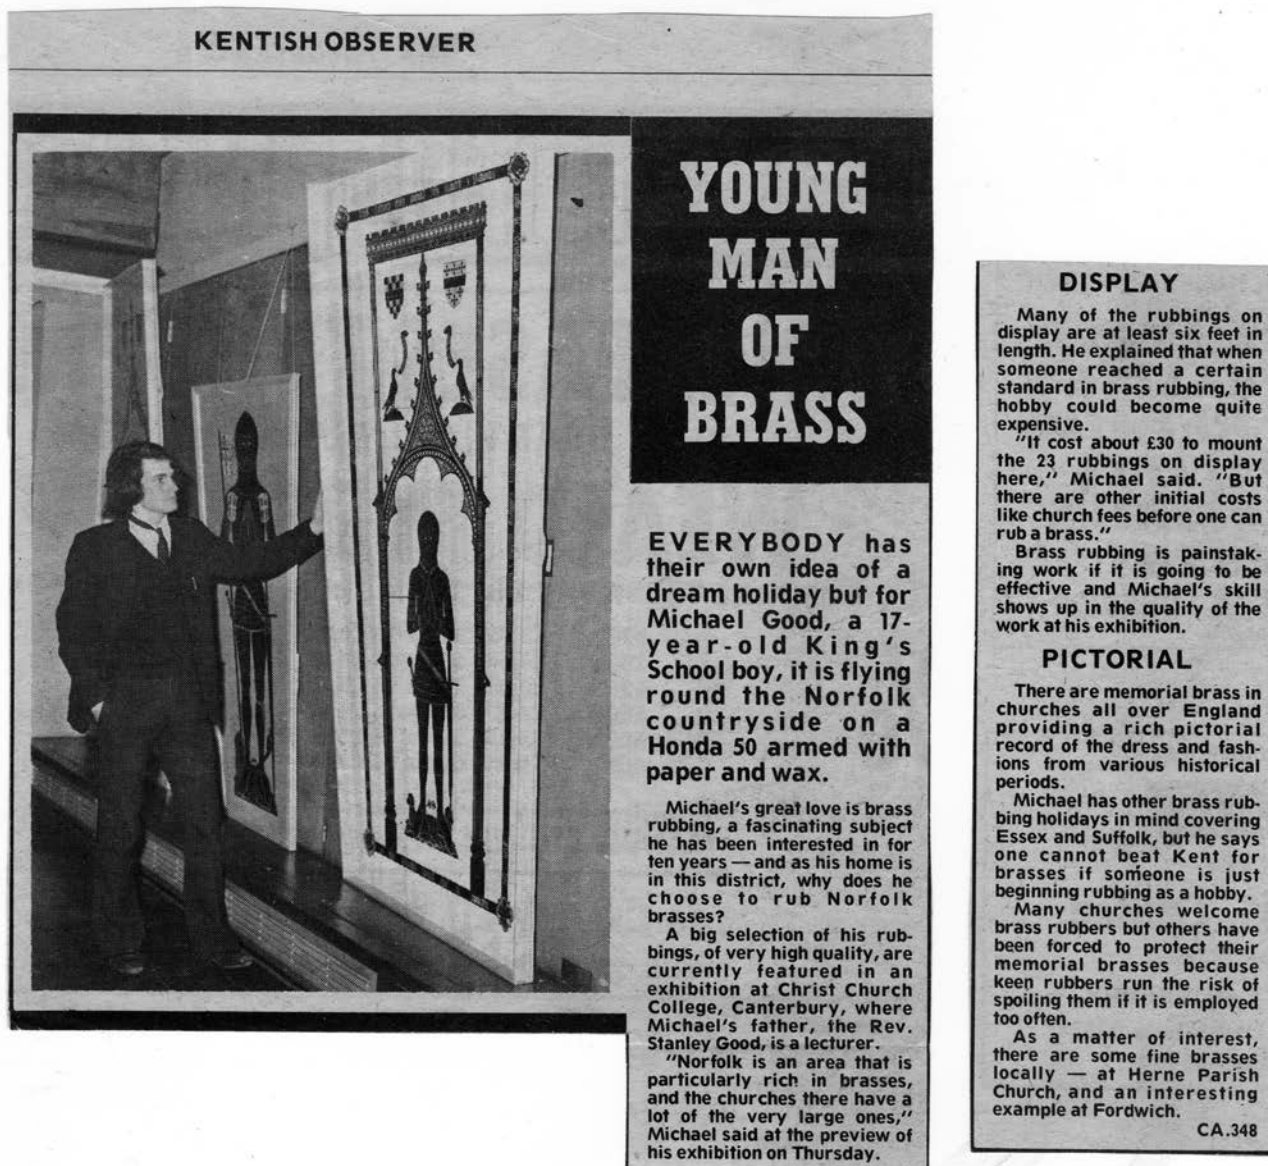 KENTISH OBSERVER
YOUNG
MAN
OF
BRASS
EVERYBODY has
their own idea of a
dream holiday but for
Michael Good, a 17-
year-old King's
School boy, it is flying
round the Norfolk
countryside on a
Honda 50 armed with
paper and wax.
Michael's great love is brass
rubbing, a fascinating subject
he has been interested in for
ten years — and as his home is
in this district, why does he
choose to rub Norfolk
brasses?
A big selection of his rub-
bings, of very high quality, are
currently featured in an
exhibition at Christ Church
College, Canterbury, where
Michael's father, the Rev.
Stanley Good, is a lecturer.
"Norfolk is an area that is
particularly rich in brasses,
and the churches there have a
lot of the very large ones,"
Michael said at the preview of
his exhibition on Thursday.
DISPLAY
Many of the rubbings on
display are at least six feet in
length. He explained that when
someone reached a certain
standard in brass rubbing, the
hobby could become quite
expensive.
"It cost about £30 to mount
the 23 rubbings on display
here," Michael said. "But
there are other initial costs
like church fees before one can
rub a brass."
Brass rubbing is painstak-
ing work if it is going to be
effective and Michael's skill
shows up in the quality of the
work at his exhibition.
PICTORIAL
There are memorial brass in
churches all over England
providing a rich pictorial
record of the dress and fash-
ions from various historical
periods.
Michael has other brass rub-
bing holidays in mind covering
Essex and Suffolk, but he says
one cannot beat Kent for
brasses if someone is just
beginning rubbing as a hobby.
Many churches welcome
brass rubbers but others have
been forced to protect their
memorial brasses because
keen rubbers run the risk of
spoiling them if it is employed
too often.
As a matter of interest,
there are some fine brasses
locally — at Herne Parish
Church, and an interesting
example at Fordwich.
CA.348